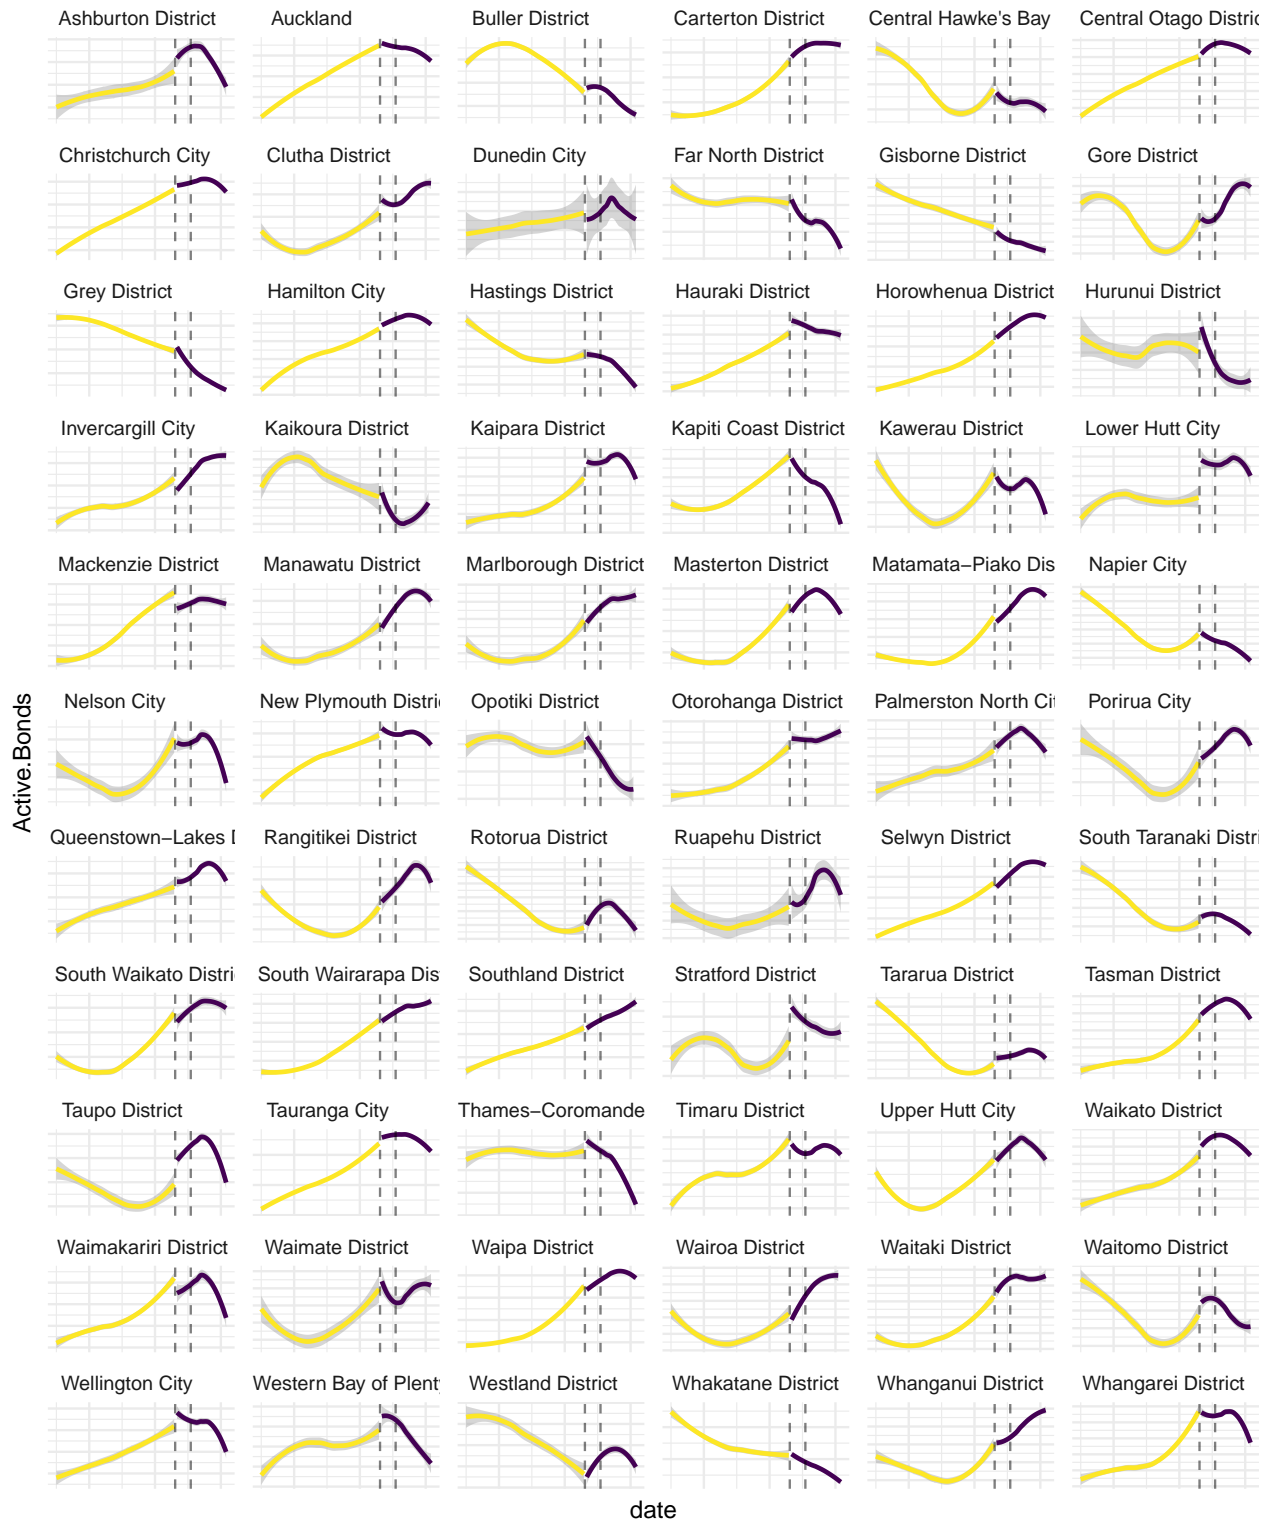 Ashburton District
Auckland
Buller District
Carterton District
Central Hawke's Bay
Central Otago Distric
Christchurch City
Clutha District
Dunedin City
Far North District
Gisborne District
Gore District
Grey District
Hamilton City
Hastings District
Hauraki District
Horowhenua District
Hurunui District
Invercargill City
Kaikoura District
Kaipara District
Kapiti Coast District
Kawerau District
Lower Hutt City
Mackenzie District
Manawatu District
Marlborough District
Masterton District
Matamata−Piako Dis
Napier City
Nelson City
New Plymouth Distri
Opotiki District
Otorohanga District
Palmerston North Cit
Porirua City
Queenstown−Lakes D
Rangitikei District
Rotorua District
Ruapehu District
Selwyn District
South Taranaki Distri
South Waikato Distri
South Wairarapa Dis
Southland District
Stratford District
Tararua District
Tasman District
Taupo District
Tauranga City
Thames−Coromande
Timaru District
Upper Hutt City
Waikato District
Waimakariri District
Waimate District
Waipa District
Wairoa District
Waitaki District
Waitomo District
Wellington City
Western Bay of Plent
Westland District
Whakatane District
Whanganui District
Whangarei District
Active.Bonds
date